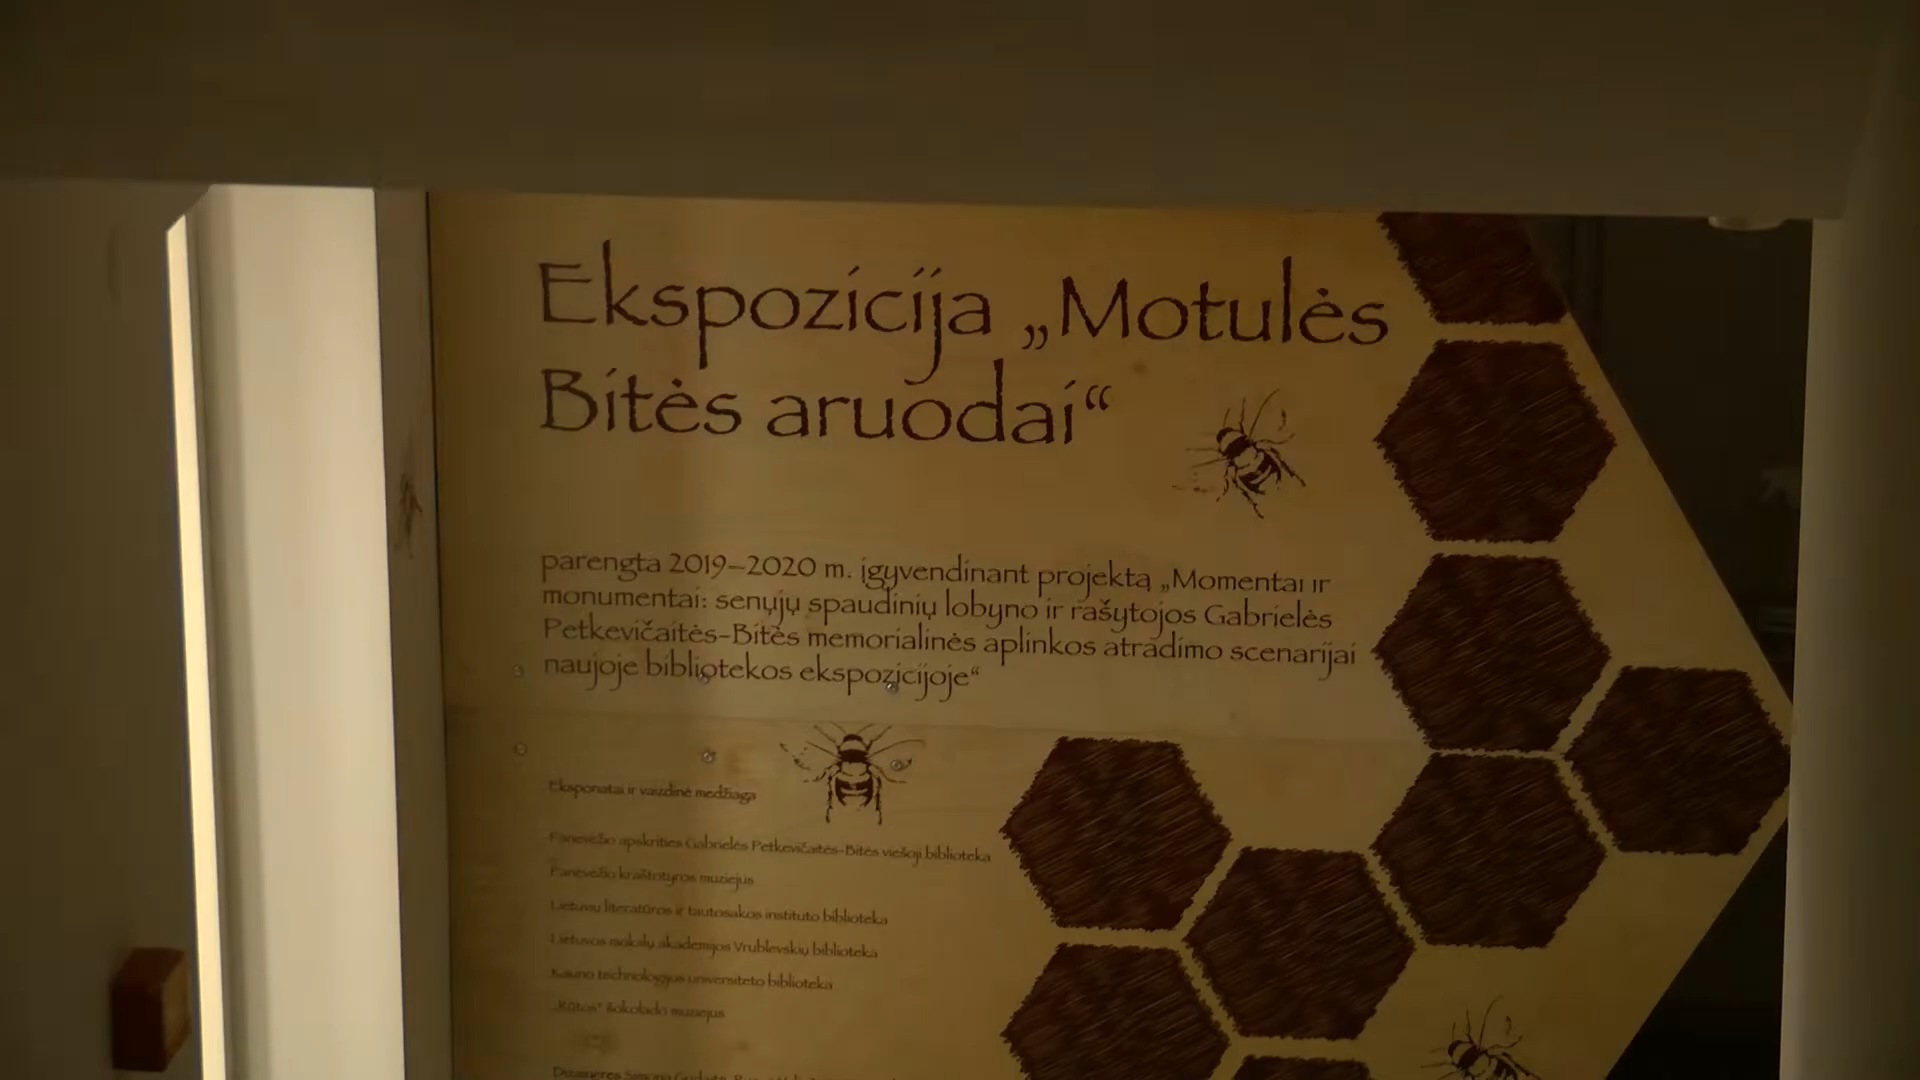 Ekspozicija „Motulės
Bitės aruodai“
parengta 2019–2020 m. įgyvendinant projektą „Momentai ir
monumentai: senųjų spaudinių lobyno ir rašytojos Gabrielės
Petkevičaitės–Bitės memorialinės aplinkos atradimo scenarijai
naujoje bibliotekos ekspozicijoje“
Eksponatai ir vaizdinė medžiaga
Panevėžio apskrities Gabrielės Petkevičaitės–Bitės viešoji biblioteka
Panevėžio kraštotyros muziejus
Lietuvių literatūros ir tautosakos instituto biblioteka
Lietuvos mokslų akademijos Vrublevskių biblioteka
Kauno technologijos universiteto biblioteka
„Rūtos“ šokolado muziejus